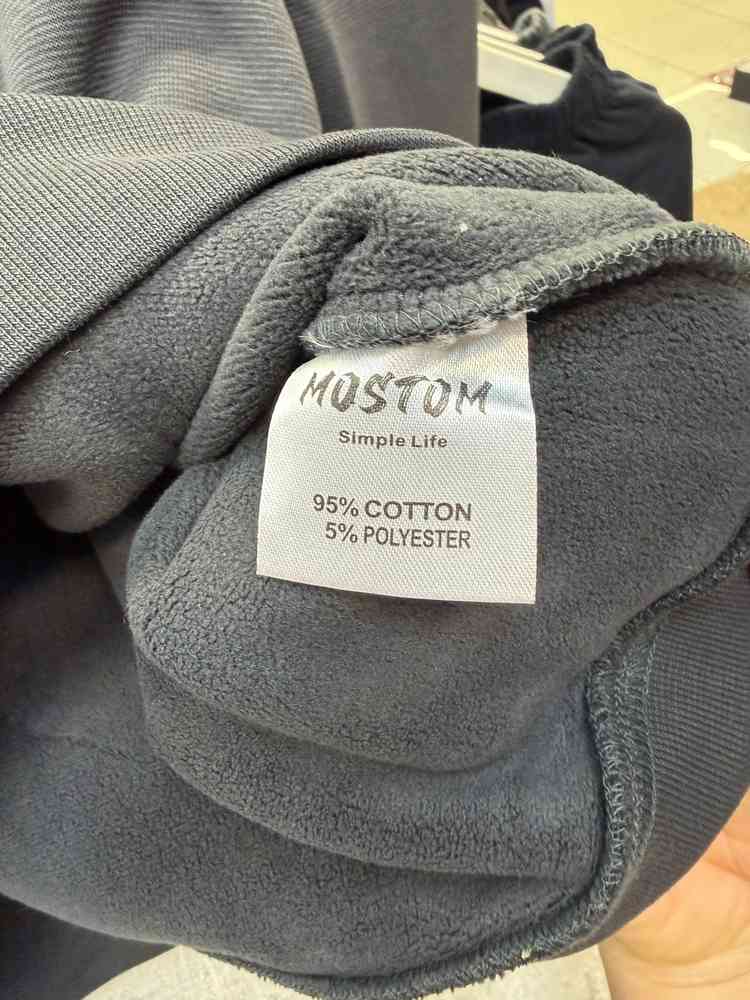 MOSTOM
Simple Life
95% COTTON
5% POLYESTER